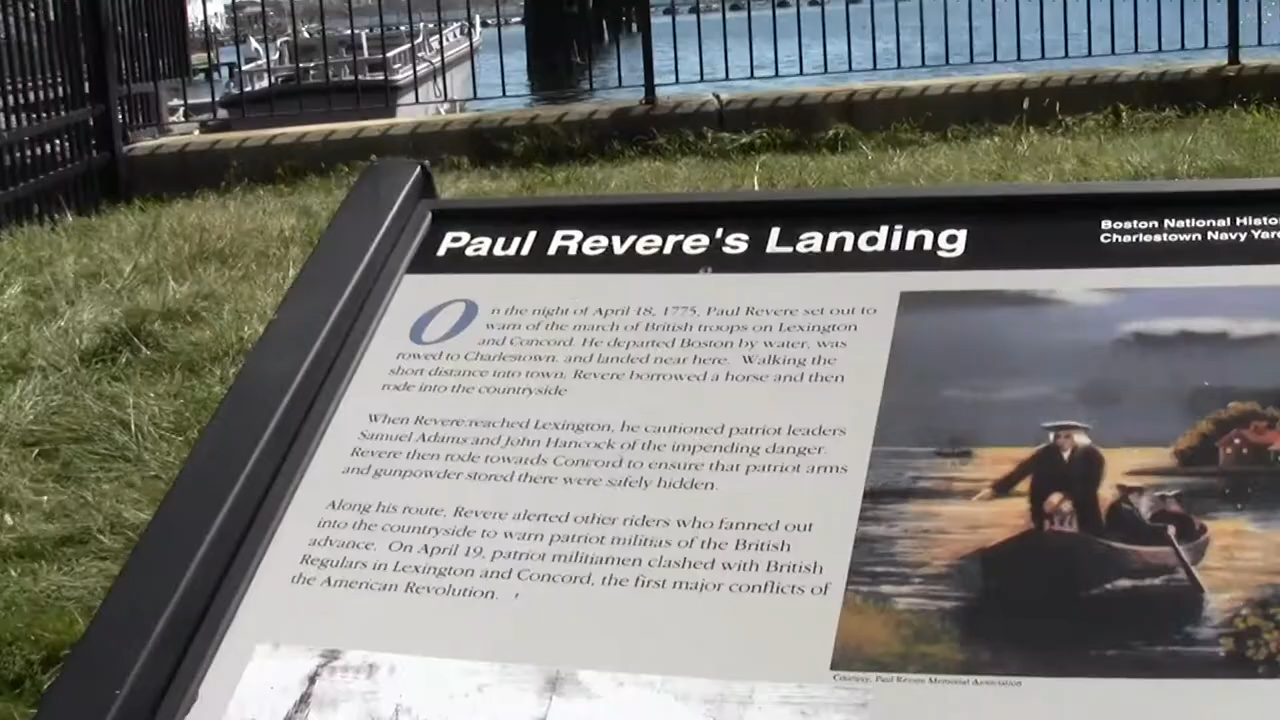 Paul Revere's Landing
Boston National Histo
Charlestown Navy Yard
On the night of April 18, 1775, Paul Revere set out to
warn of the march of British troops on Lexington
and Concord. He departed Boston by water, was
rowed to Charlestown, and landed near here. Walking the
short distance into town, Revere borrowed a horse and then
rode into the countryside
When Revere reached Lexington, he cautioned patriot leaders
Samuel Adams and John Hancock of the impending danger.
Revere then rode towards Concord to ensure that patriot arms
and gunpowder stored there were safely hidden.
Along his route, Revere alerted other riders who fanned out
into the countryside to warn patriot militias of the British
advance. On April 19, patriot militiamen clashed with British
Regulars in Lexington and Concord, the first major conflicts of
the American Revolution.
Courtesy, Paul Revere Memorial Association